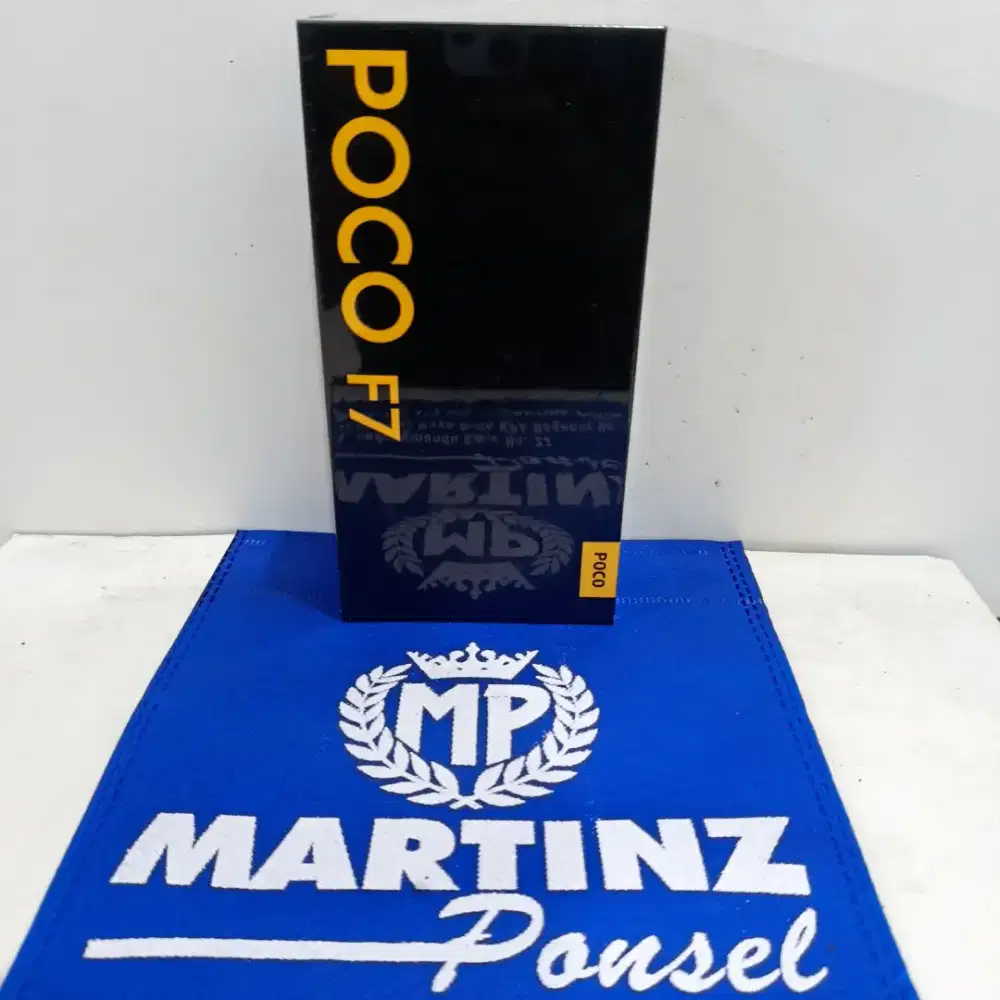 POCO F7
POCO
MP
MARTINZ
Ponsel